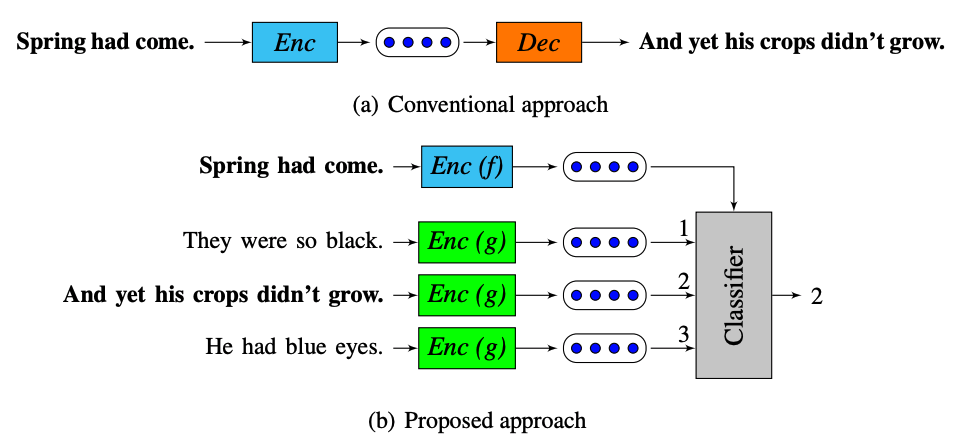 Spring had come. Enc Dec And yet his crops didn't grow.
(a) Conventional approach
Spring had come. Enc (f)
They were so black. Enc (g) 1
And yet his crops didn't grow. Enc (g) 2 Classifier 2
He had blue eyes. Enc (g) 3
(b) Proposed approach